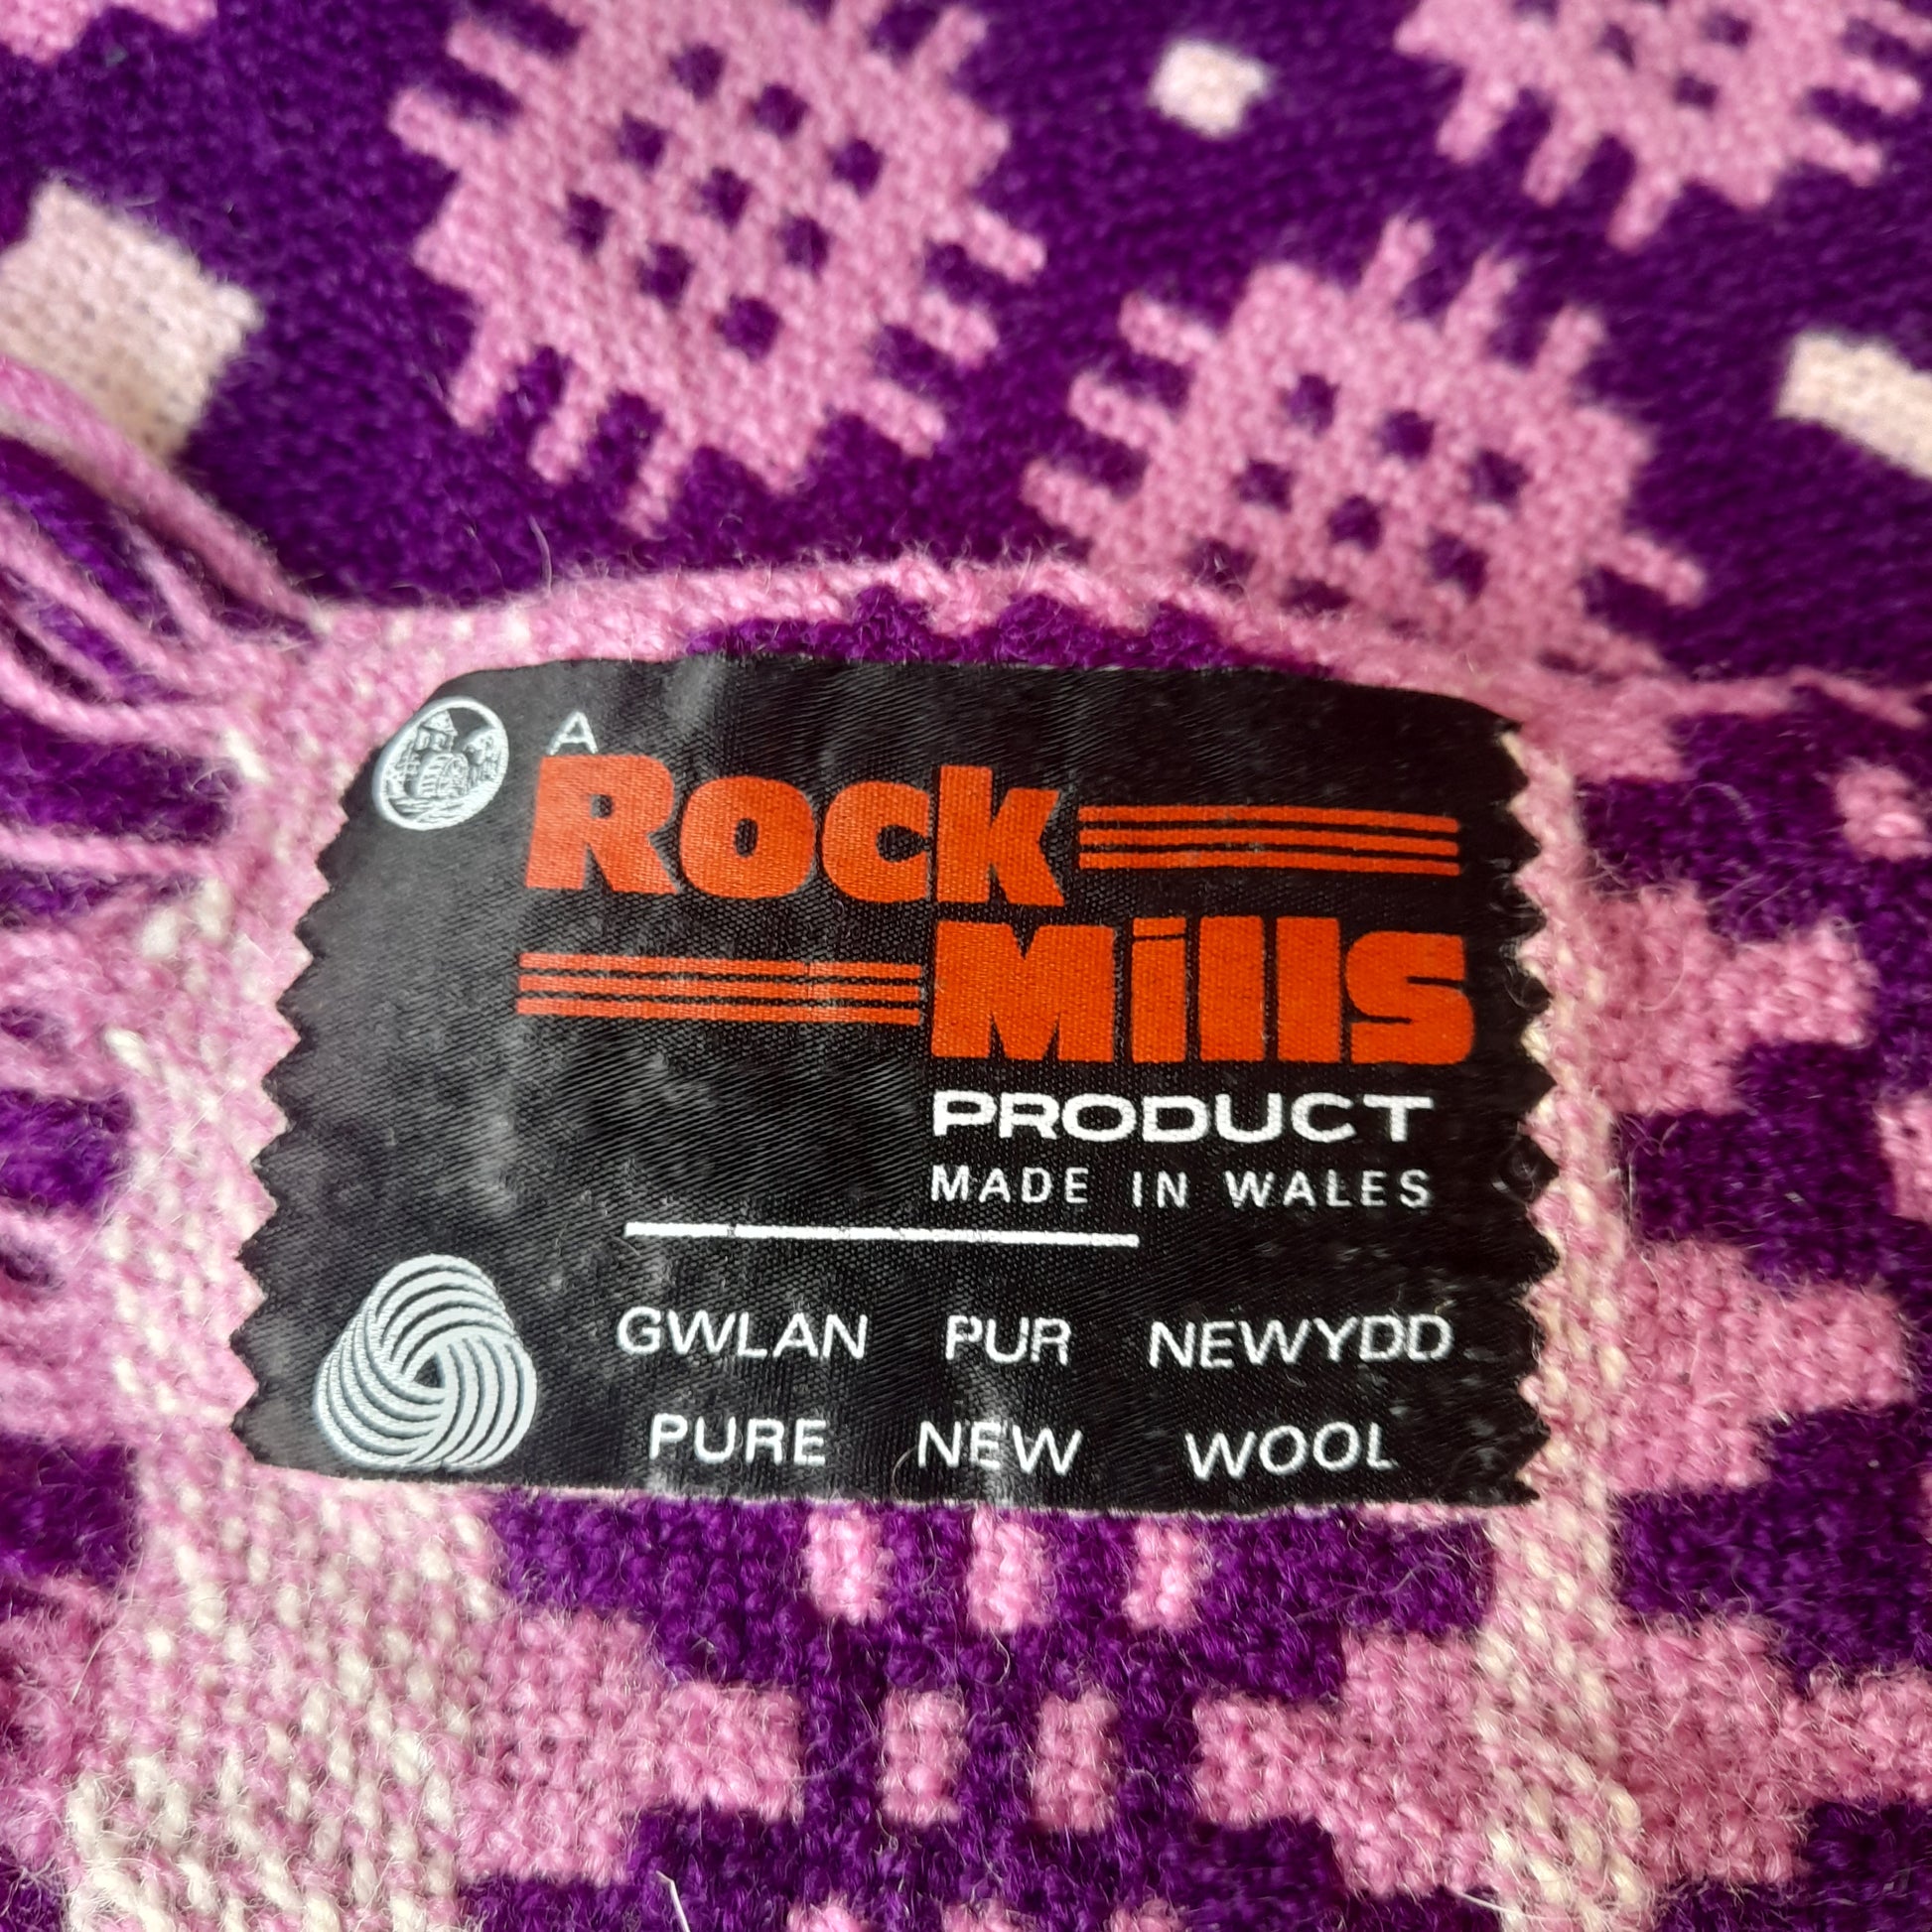 A
Rock
Mills
PRODUCT
MADE IN WALES
GWLAN PUR NEWYDD
PURE NEW WOOL